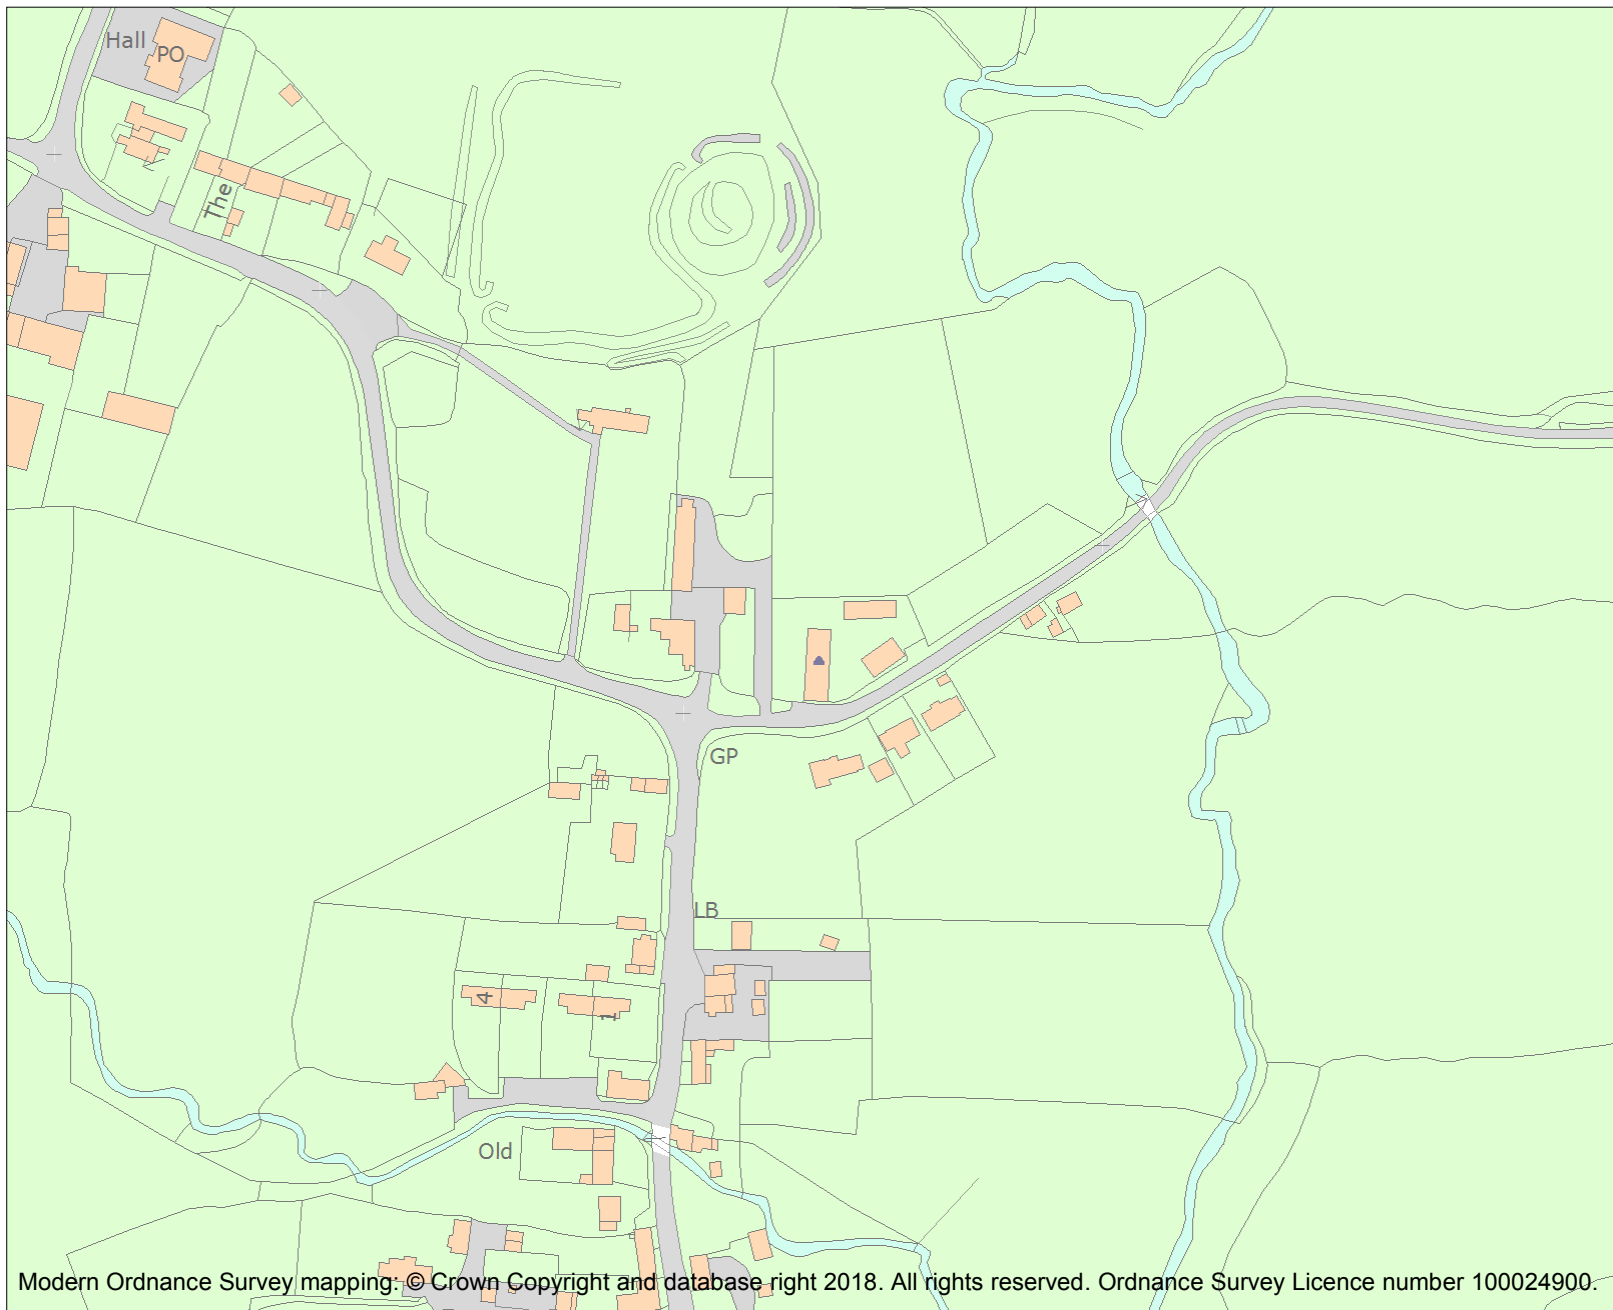 Hall
PO
The
GP
LB
4
1
Old
Modern Ordnance Survey mapping: © Crown Copyright and database right 2018. All rights reserved. Ordnance Survey Licence number 100024900.